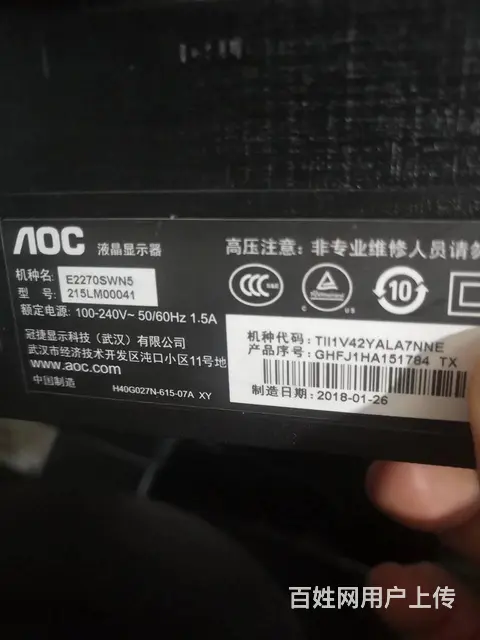 AOC 液晶显示器
高压注意: 非专业维修人员请勿
机种名: E2270SWN5
型 号: 215LM00041
额定电源: 100-240V~ 50/60Hz 1.5A
冠捷显示科技（武汉）有限公司
武汉市经济技术开发区沌口小区11号地
www.aoc.com
中国制造
H40G027N-615-07A XY
CCC
C US
10
机种代码: TII1V42YALA7NNE
产品序号: GHFJ1HA151784 TX
制造日期: 2018-01-26
百姓网用户上传